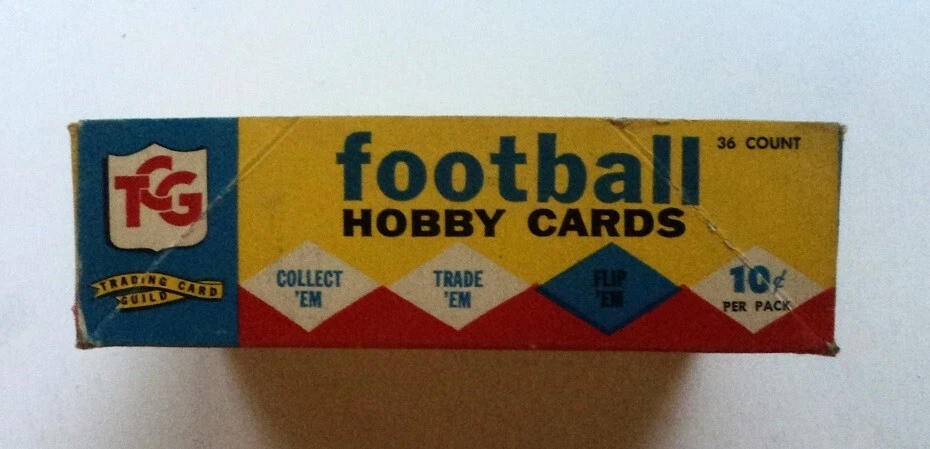 TCG
TRADING CARD
GUILD
football
HOBBY CARDS
36 COUNT
COLLECT
'EM
TRADE
'EM
FLIP
'EM
10¢
PER PACK